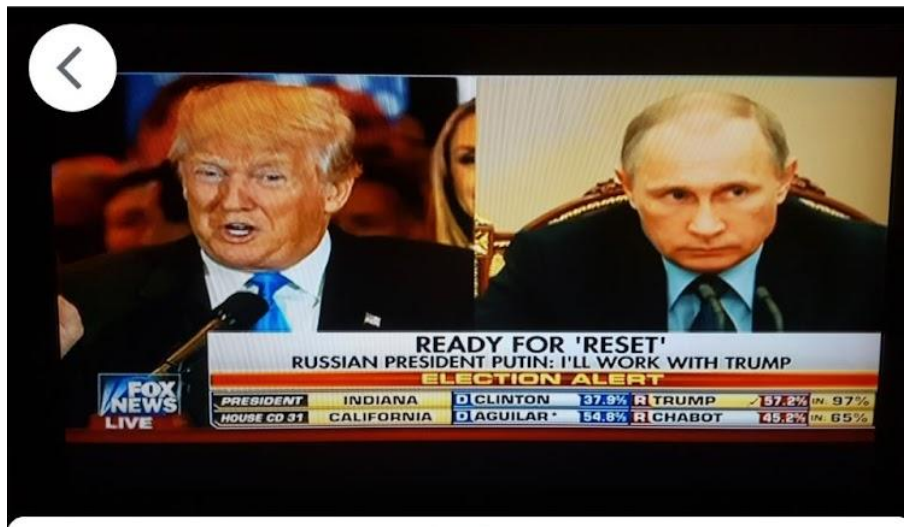 READY FOR 'RESET'
RUSSIAN PRESIDENT PUTIN: I'LL WORK WITH TRUMP
ELECTION ALERT
FOX
NEWS
LIVE
PRESIDENT INDIANA D CLINTON 37.9% R TRUMP ✓57.2% IN. 97%
HOUSE CD 31 CALIFORNIA D AGUILAR* 54.8% R CHABOT 45.2% IN. 65%